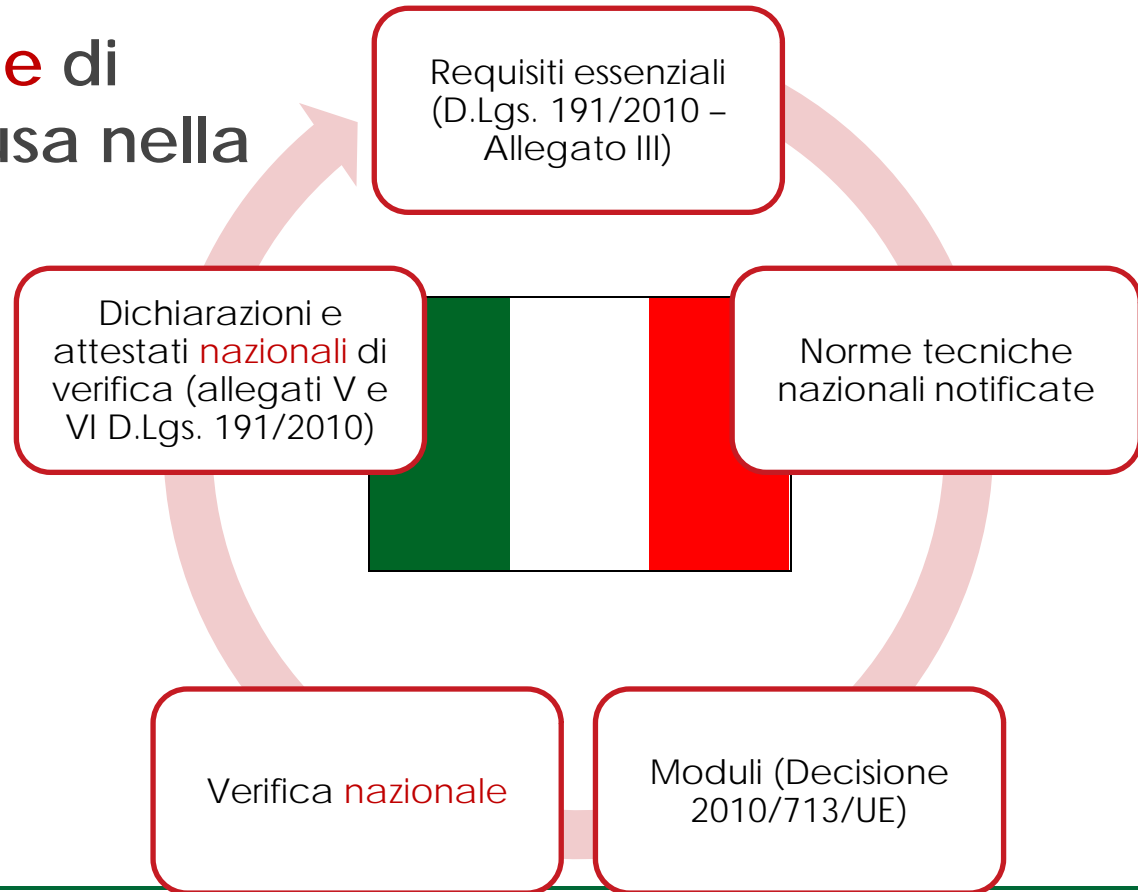 e di
usa nella
Requisiti essenziali
(D.Lgs. 191/2010 –
Allegato III)
Norme tecniche
nazionali notificate
Moduli (Decisione
2010/713/UE)
Verifica nazionale
Dichiarazioni e
attestati nazionali di
verifica (allegati V e
VI D.Lgs. 191/2010)